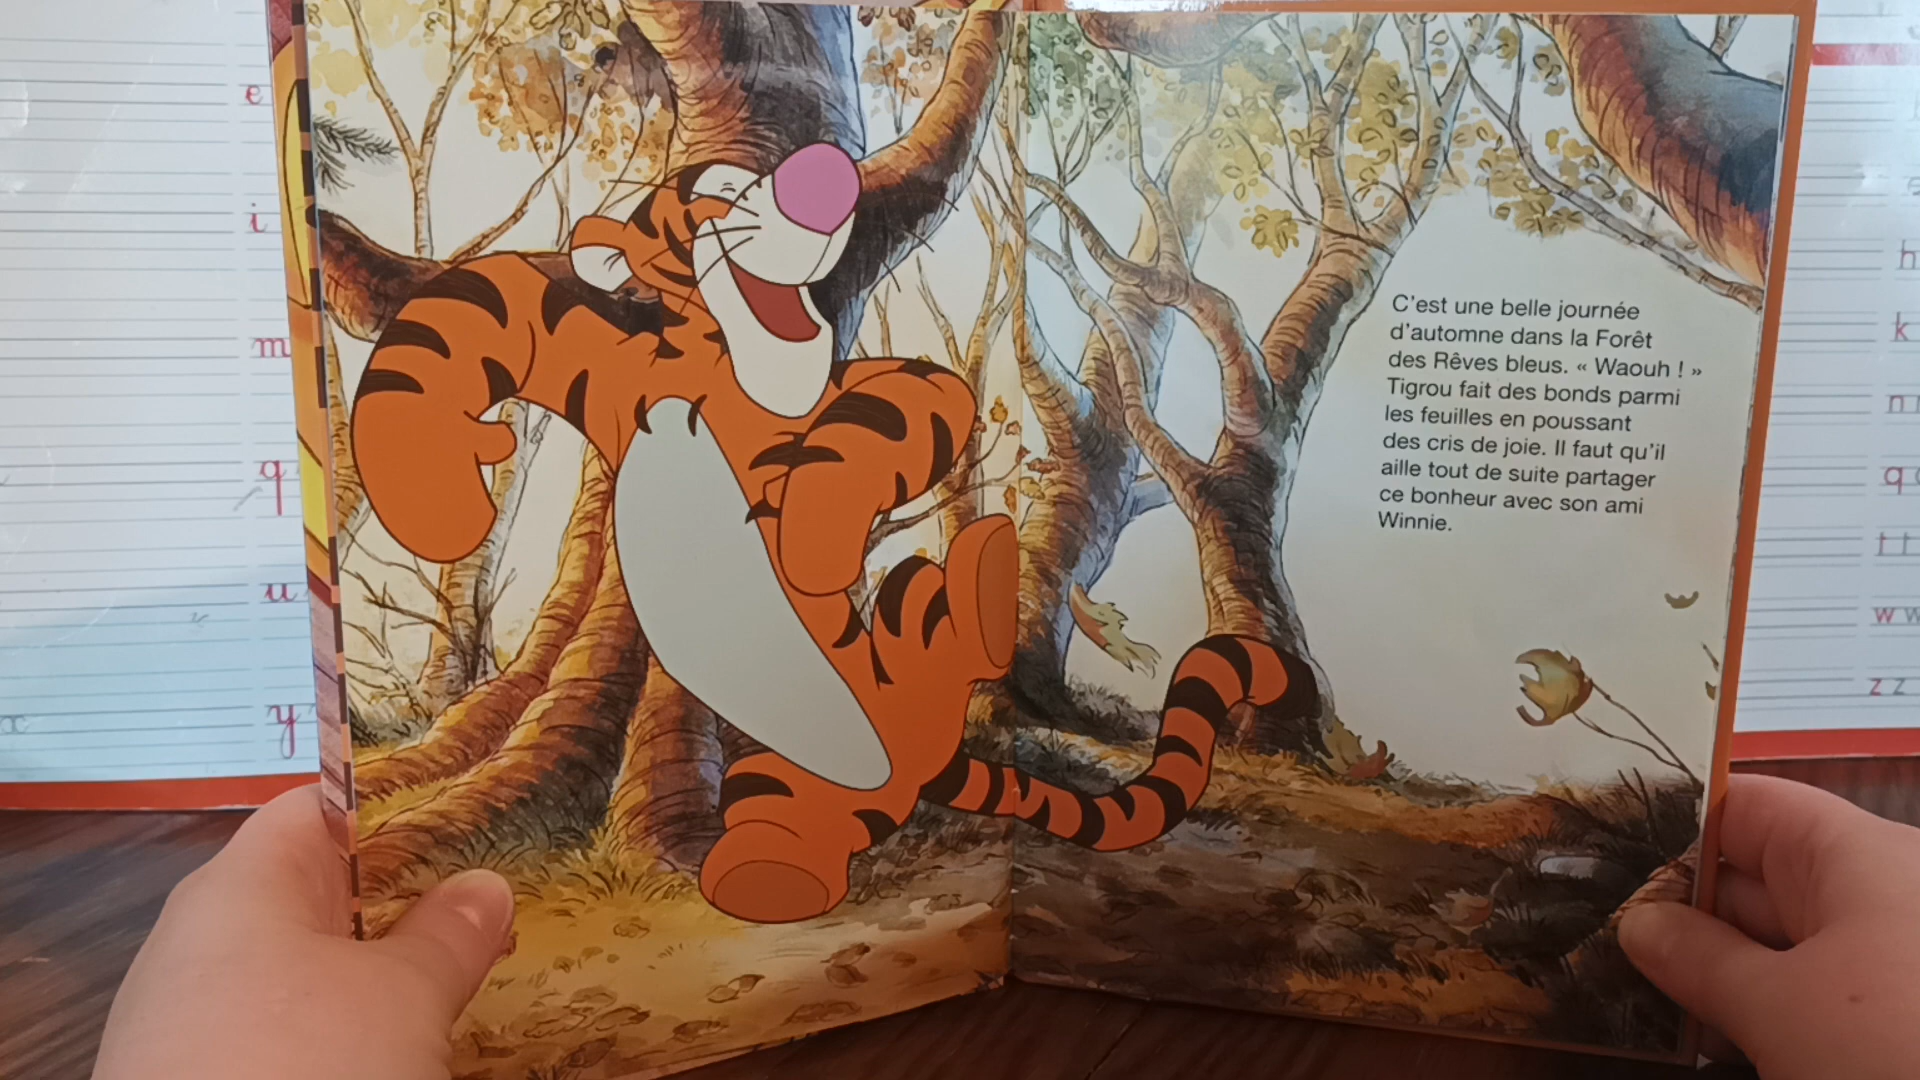 e
i
m
q
u
y
x
C'est une belle journée
d'automne dans la Forêt
des Rêves bleus. « Waouh ! »
Tigrou fait des bonds parmi
les feuilles en poussant
des cris de joie. Il faut qu'il
aille tout de suite partager
ce bonheur avec son ami
Winnie.
h
k
n
q
t t
w w
z z